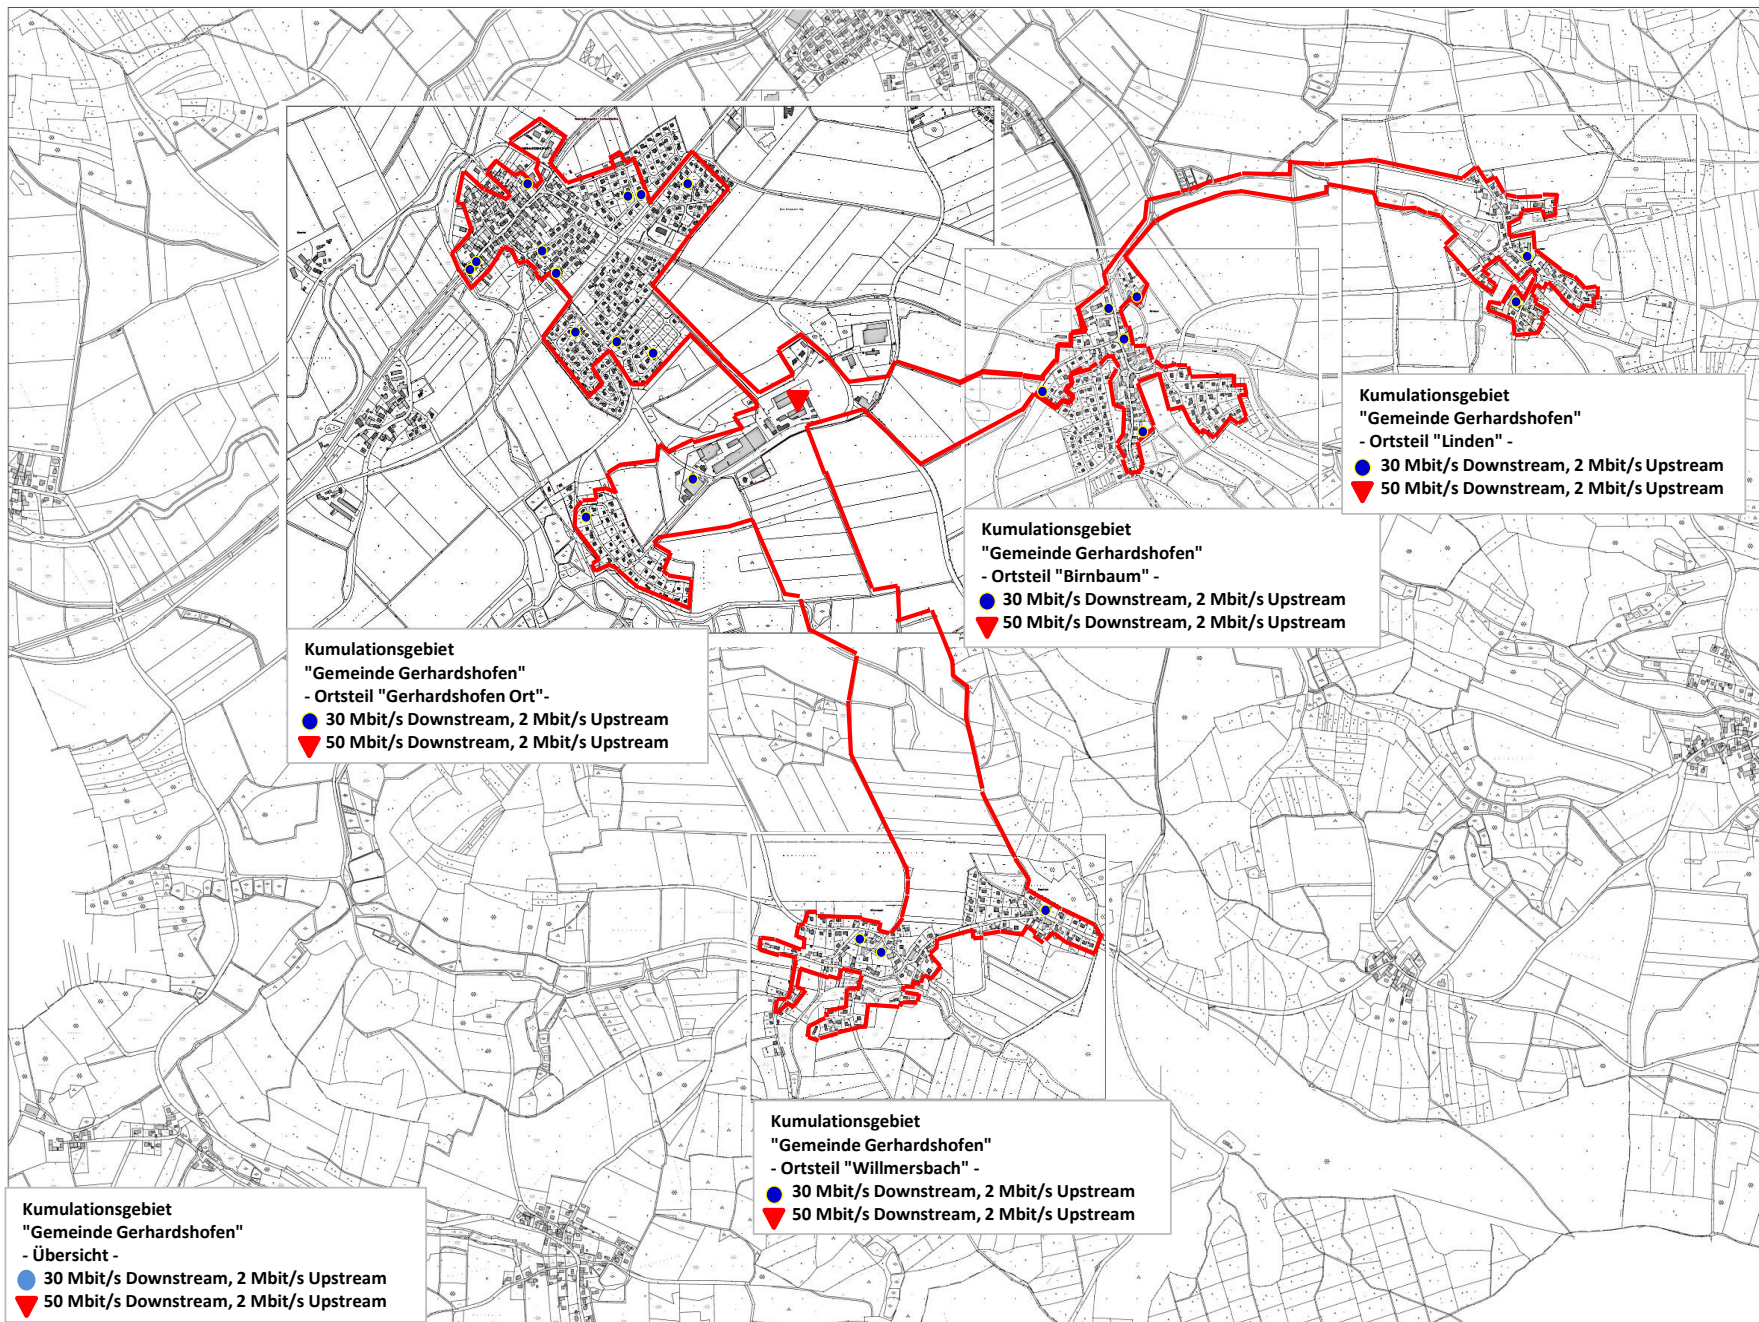 Kumulationsgebiet
"Gemeinde Gerhardshofen"
- Ortsteil "Linden" -
30 Mbit/s Downstream, 2 Mbit/s Upstream
50 Mbit/s Downstream, 2 Mbit/s Upstream
Kumulationsgebiet
"Gemeinde Gerhardshofen"
- Ortsteil "Birnbaum" -
30 Mbit/s Downstream, 2 Mbit/s Upstream
50 Mbit/s Downstream, 2 Mbit/s Upstream
Kumulationsgebiet
"Gemeinde Gerhardshofen"
- Ortsteil "Gerhardshofen Ort"-
30 Mbit/s Downstream, 2 Mbit/s Upstream
50 Mbit/s Downstream, 2 Mbit/s Upstream
Kumulationsgebiet
"Gemeinde Gerhardshofen"
- Ortsteil "Willmersbach" -
30 Mbit/s Downstream, 2 Mbit/s Upstream
50 Mbit/s Downstream, 2 Mbit/s Upstream
Kumulationsgebiet
"Gemeinde Gerhardshofen"
- Übersicht -
30 Mbit/s Downstream, 2 Mbit/s Upstream
50 Mbit/s Downstream, 2 Mbit/s Upstream